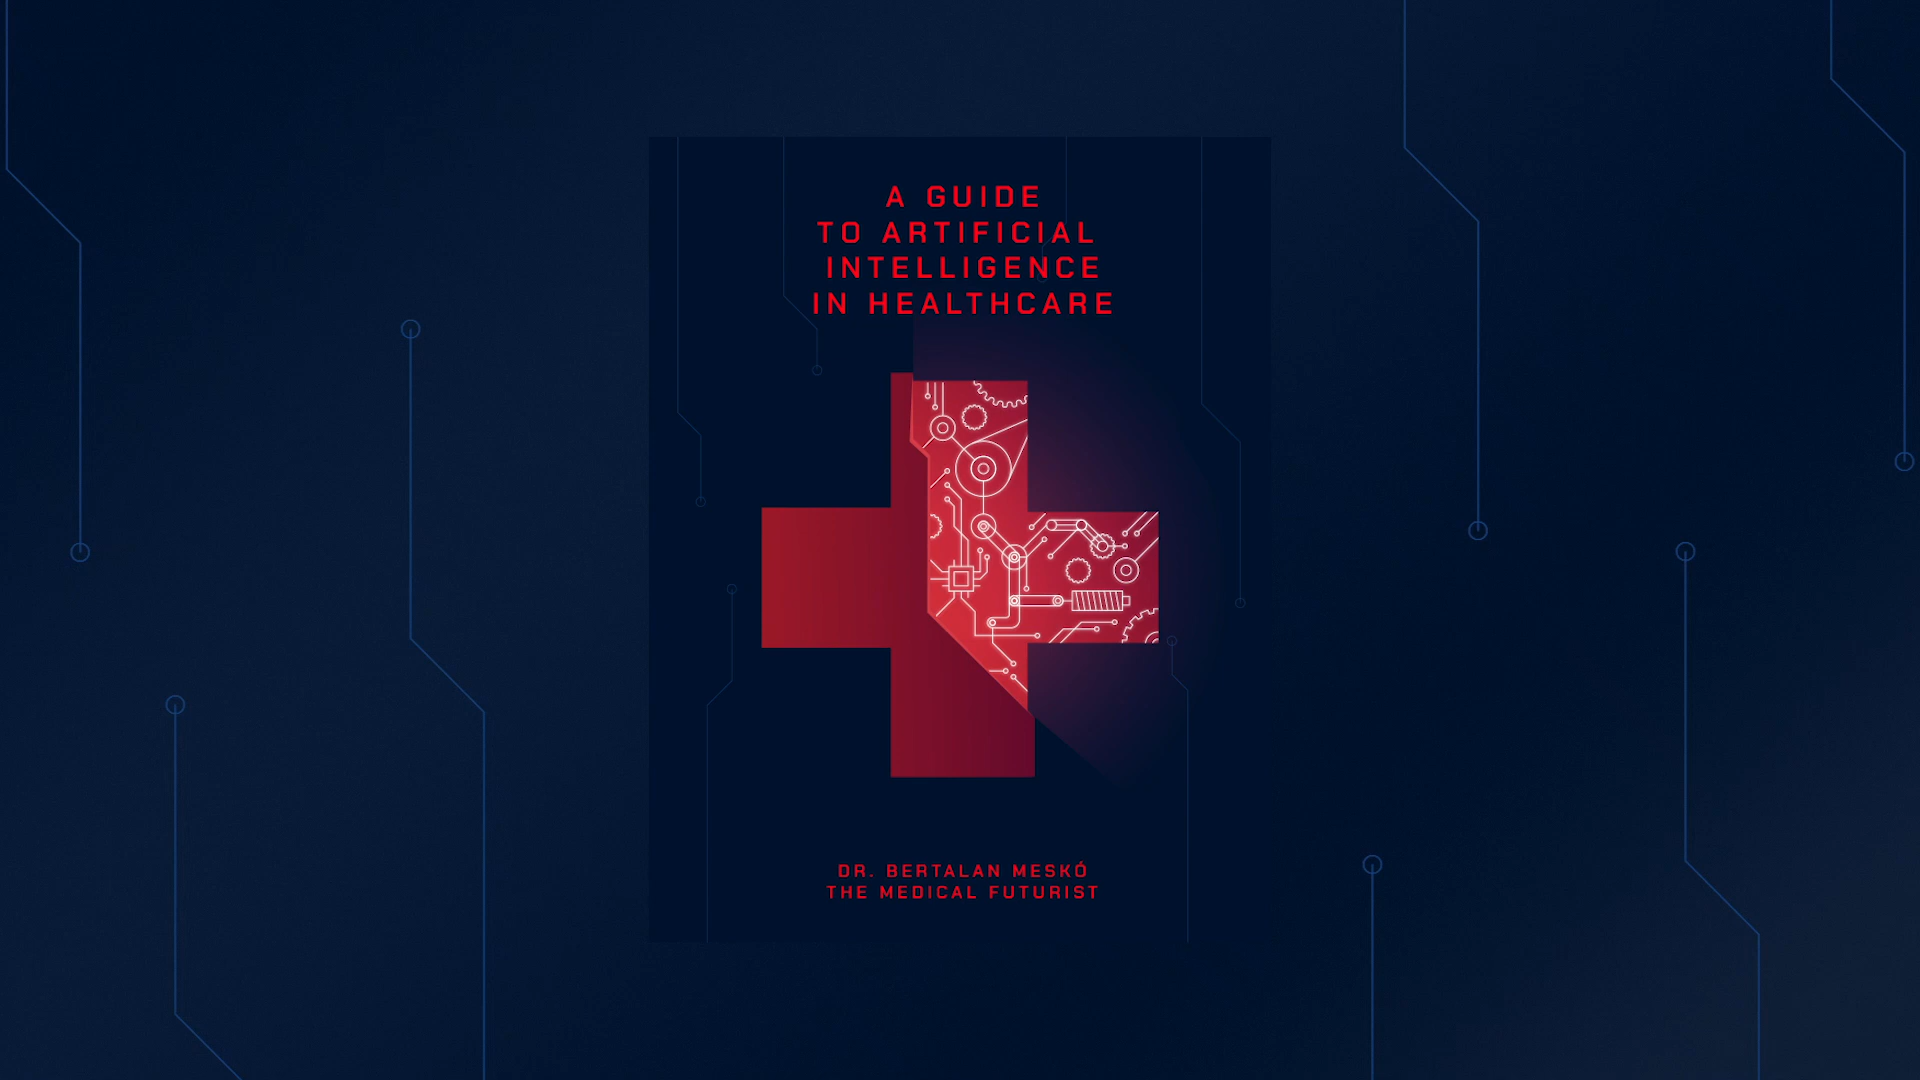 A GUIDE
TO ARTIFICIAL
INTELLIGENCE
IN HEALTHCARE
DR. BERTALAN MESKÓ
THE MEDICAL FUTURIST